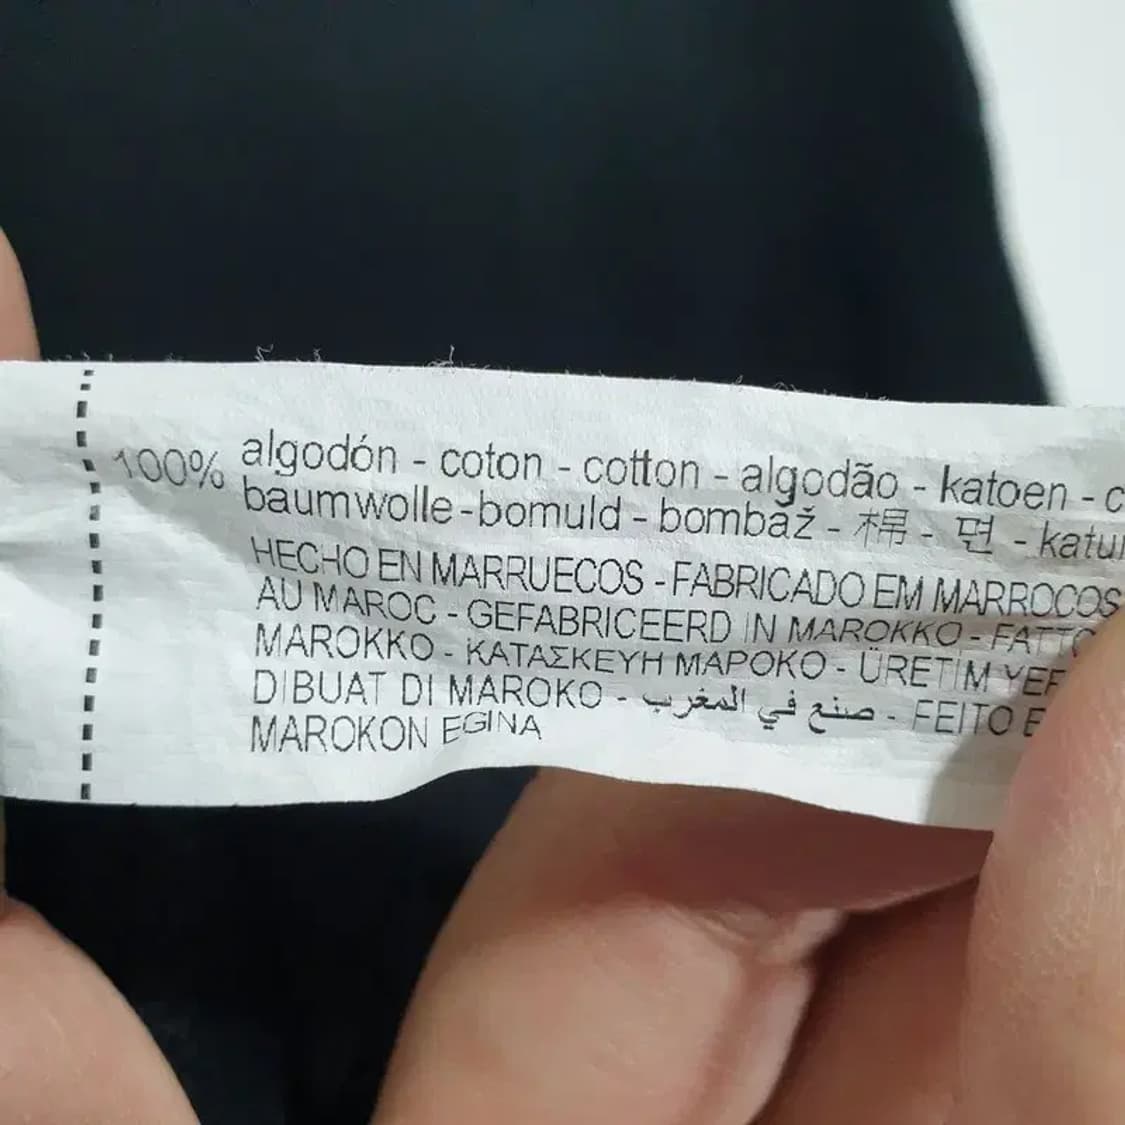 100% algodón - coton - cotton - algodão - katoen -
baumwolle - bomuld - bombaž - 棉 - 면 -
HECHO EN MARRUECOS - FABRICADO EM MARROCOS
AU MAROC - GEFABRICEERD IN MAROKKO - FATTO
MAROKKO - ΚΑΤΑΣΚΕΥΗ ΜΑΡΟΚΟ - ÜRETIM
DIBUAT DI MAROKO - صنع في المغرب - FEITO
MAROKON EGINA